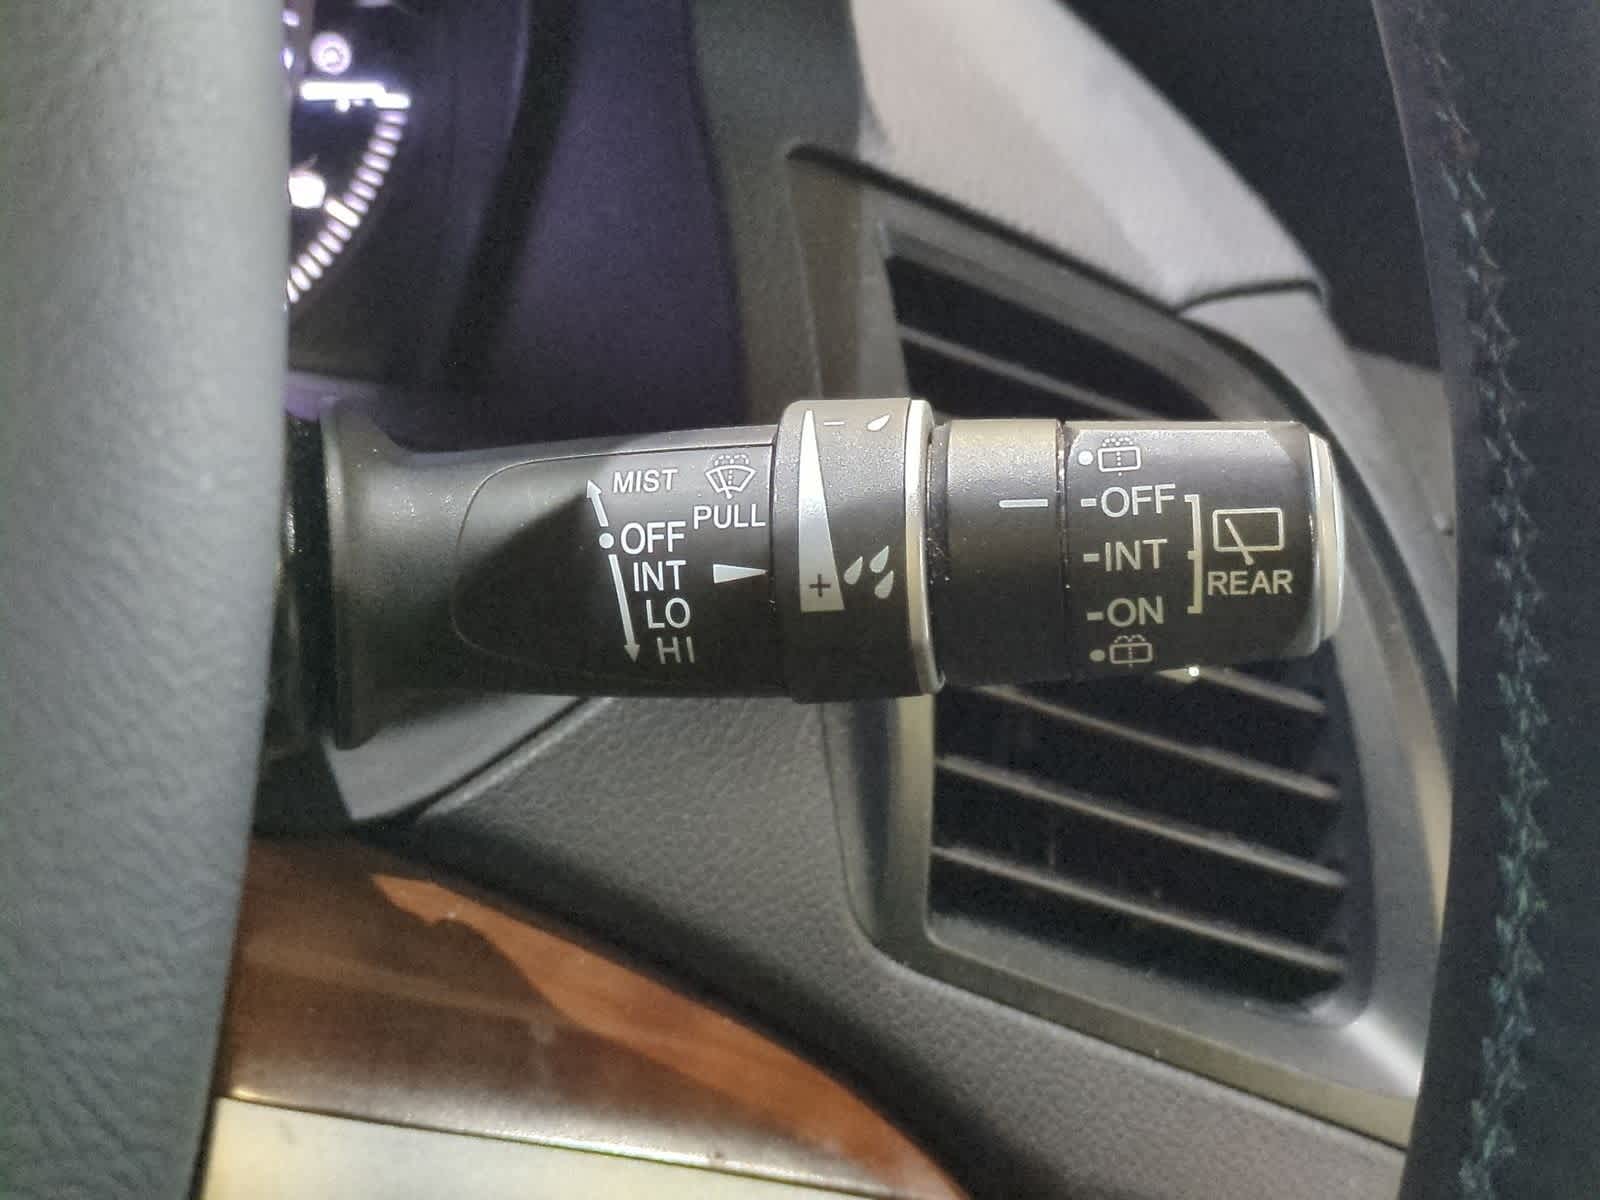 MIST
PULL
OFF
INT
LO
HI
−
+
-OFF
-INT
-ON
REAR